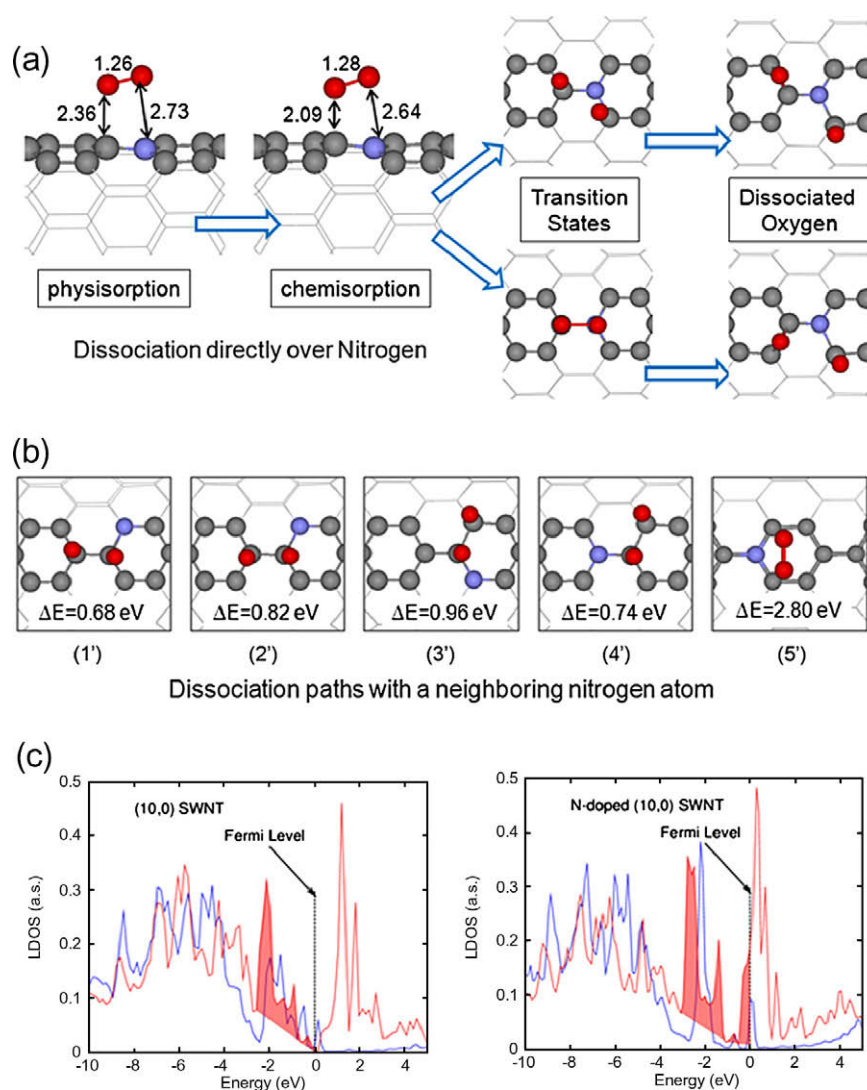 (a)
1.26
2.36
2.73
1.28
2.09
2.64
physisorption
chemisorption
Transition
States
Dissociated
Oxygen
Dissociation directly over Nitrogen
(b)
ΔE=0.68 eV
ΔE=0.82 eV
ΔE=0.96 eV
ΔE=0.74 eV
ΔE=2.80 eV
(1')
(2')
(3')
(4')
(5')
Dissociation paths with a neighboring nitrogen atom
(c)
0.5
0.4
0.3
0.2
0.1
0
LDOS (a.s.)
(10,0) SWNT
Fermi Level
-10 -8 -6 -4 -2 0 2 4
Energy (eV)
0.5
0.4
0.3
0.2
0.1
0
LDOS (a.s.)
N-doped (10,0) SWNT
Fermi Level
-10 -8 -6 -4 -2 0 2 4
Energy (eV)